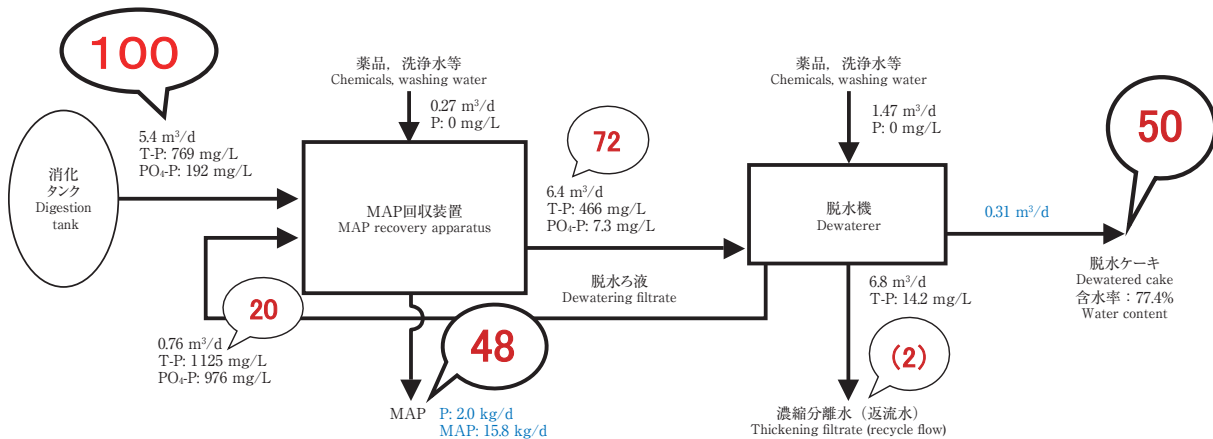 100
5.4 m³/d
T-P: 769 mg/L
PO₄-P: 192 mg/L
消化
タンク
Digestion
tank
薬品，洗浄水等
Chemicals, washing water
0.27 m³/d
P: 0 mg/L
MAP回収装置
MAP recovery apparatus
72
6.4 m³/d
T-P: 466 mg/L
PO₄-P: 7.3 mg/L
薬品，洗浄水等
Chemicals, washing water
1.47 m³/d
P: 0 mg/L
脱水機
Dewaterer
50
0.31 m³/d
脱水ケーキ
Dewatered cake
含水率：77.4%
Water content
脱水ろ液
Dewatering filtrate
20
0.76 m³/d
T-P: 1125 mg/L
PO₄-P: 976 mg/L
48
MAP
P: 2.0 kg/d
MAP: 15.8 kg/d
6.8 m³/d
T-P: 14.2 mg/L
(2)
濃縮分離水（返流水）
Thickening filtrate (recycle flow)